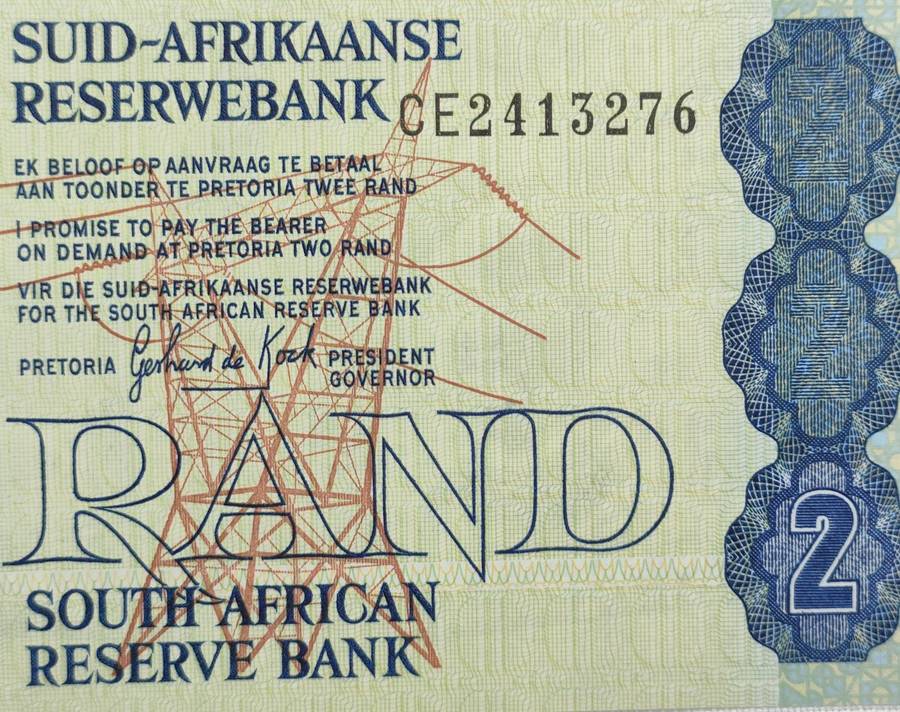 SUID-AFRIKAANSE
RESERWEBANK
CE2413276
EK BELOOF OP AANVRAAG TE BETAAL
AAN TOONDER TE PRETORIA TWEE RAND
I PROMISE TO PAY THE BEARER
ON DEMAND AT PRETORIA TWO RAND
VIR DIE SUID-AFRIKAANSE RESERWEBANK
FOR THE SOUTH AFRICAN RESERVE BANK
PRETORIA Gerhard de Kock PRESIDENT
GOVERNOR
RAND
2
SOUTH-AFRICAN
RESERVE BANK